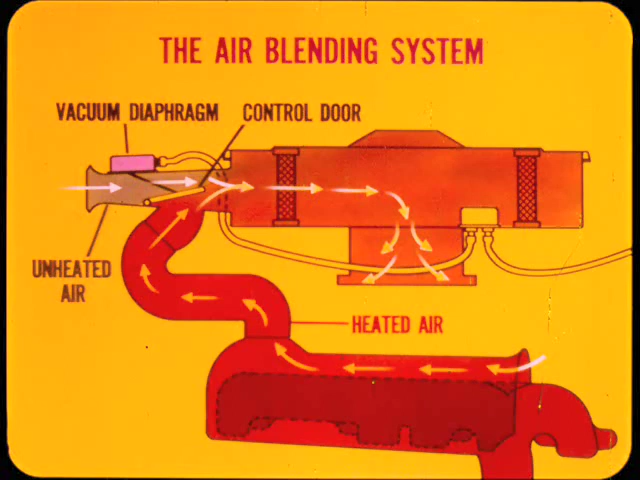 THE AIR BLENDING SYSTEM
VACUUM DIAPHRAGM
CONTROL DOOR
UNHEATED
AIR
HEATED AIR